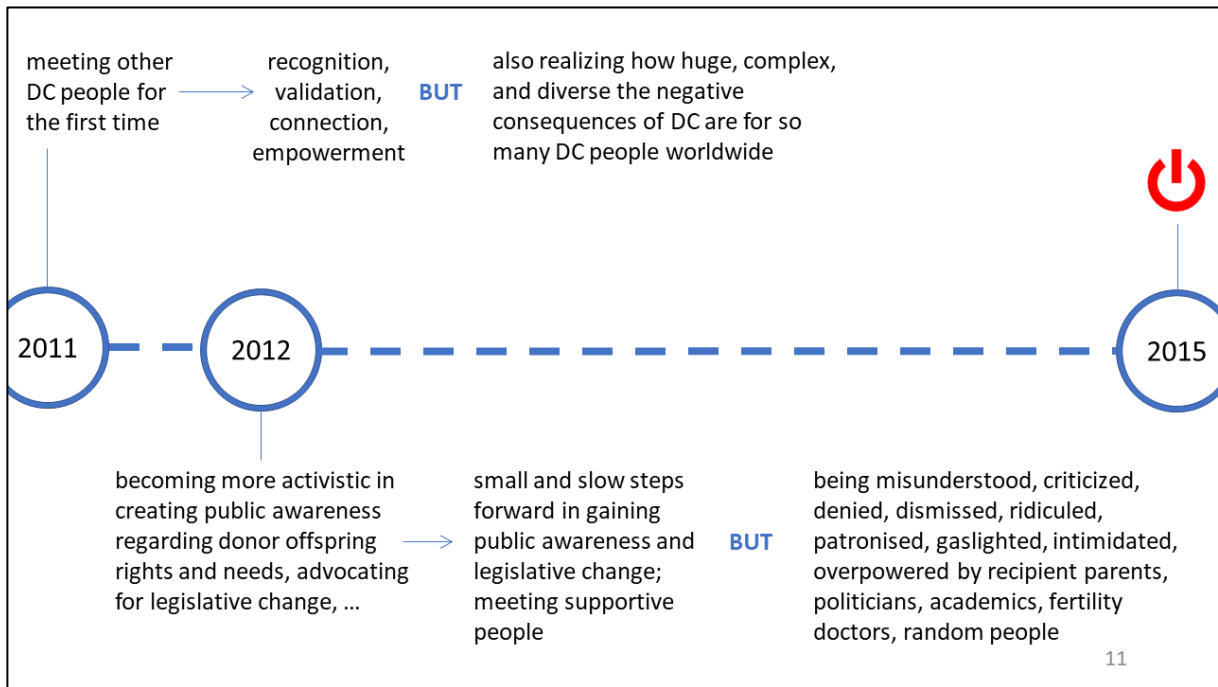 meeting other
DC people for
the first time
recognition,
validation,
connection,
empowerment
BUT
also realizing how huge, complex,
and diverse the negative
consequences of DC are for so
many DC people worldwide
2011
2012
2015
becoming more activistic in
creating public awareness
regarding donor offspring
rights and needs, advocating
for legislative change, …
small and slow steps
forward in gaining
public awareness and
legislative change;
meeting supportive
people
BUT
being misunderstood, criticized,
denied, dismissed, ridiculed,
patronised, gaslighted, intimidated,
overpowered by recipient parents,
politicians, academics, fertility
doctors, random people
11